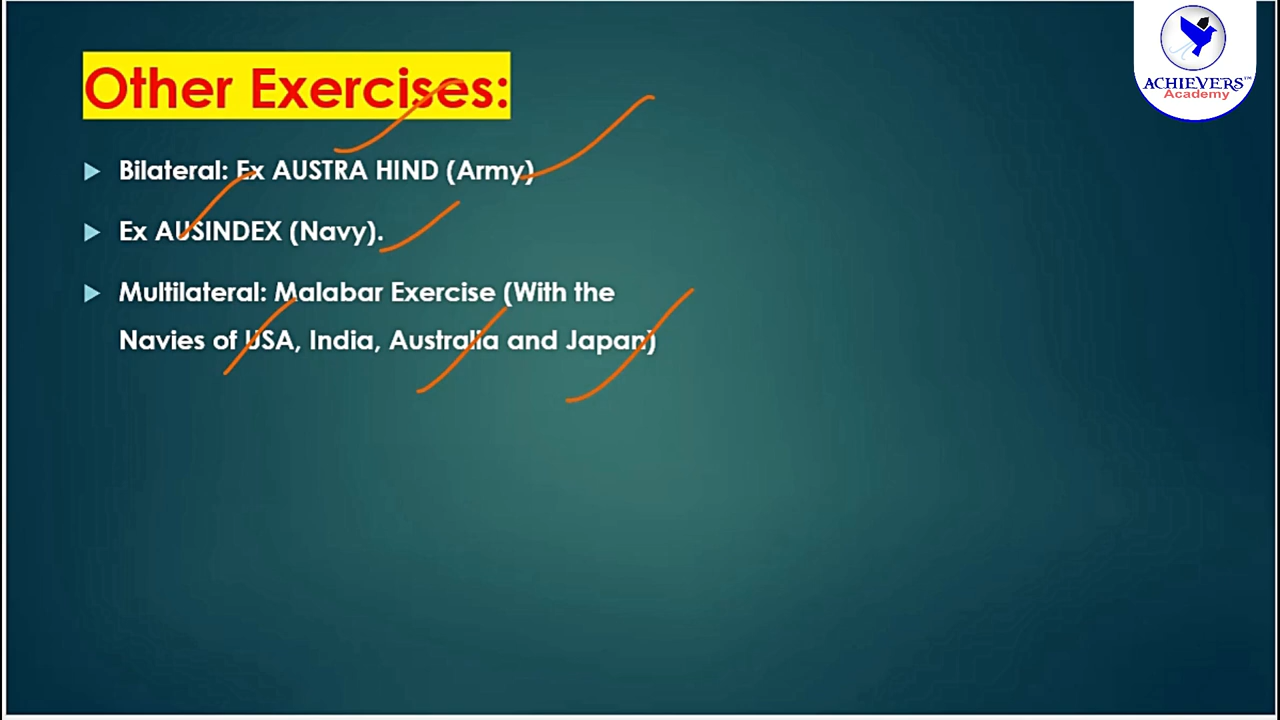 Other Exercises:
Bilateral: Ex AUSTRA HIND (Army)
Ex AUSINDEX (Navy).
Multilateral: Malabar Exercise (With the
Navies of USA, India, Australia and Japan)
ACHIEVERS™
Academy